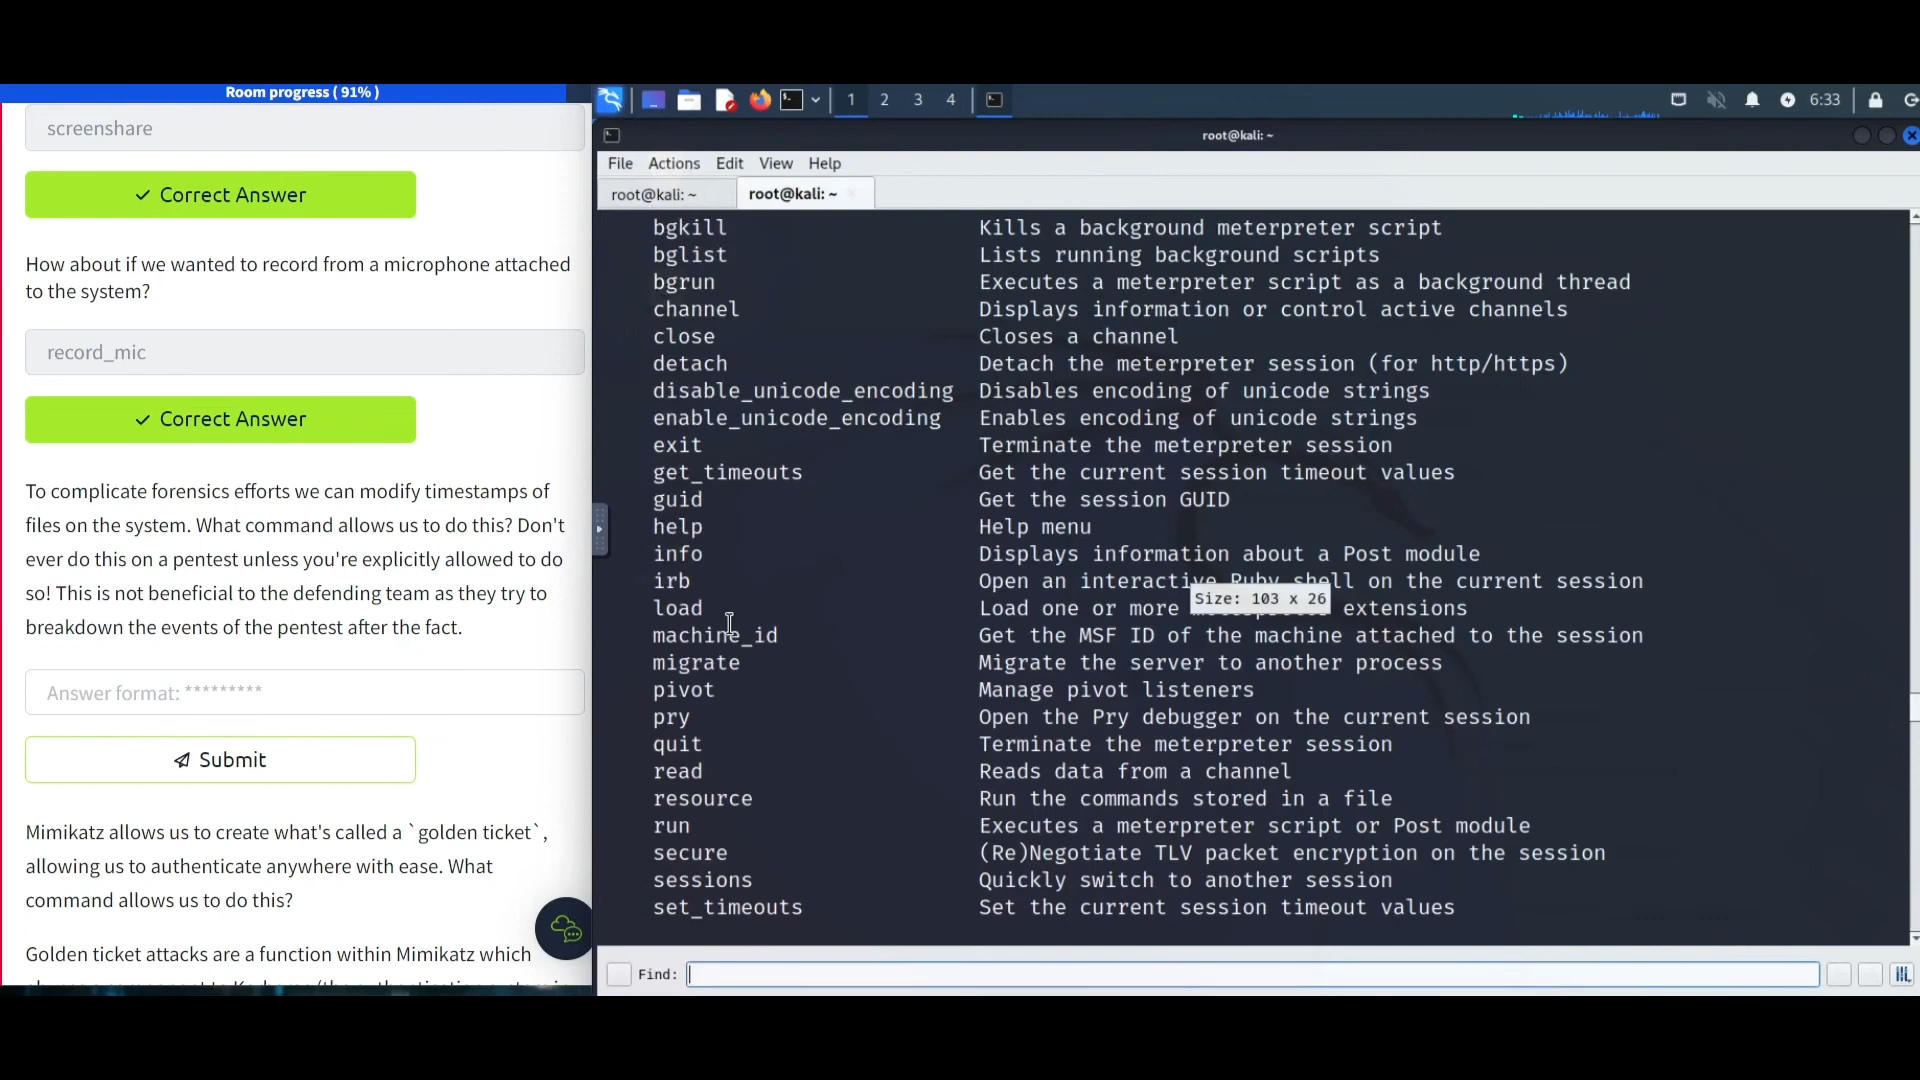 Room progress ( 91% )
screenshare
✓ Correct Answer
How about if we wanted to record from a microphone attached
to the system?
record_mic
✓ Correct Answer
To complicate forensics efforts we can modify timestamps of
files on the system. What command allows us to do this? Don't
ever do this on a pentest unless you're explicitly allowed to do
so! This is not beneficial to the defending team as they try to
breakdown the events of the pentest after the fact.
Answer format: *********
Submit
Mimikatz allows us to create what's called a `golden ticket`,
allowing us to authenticate anywhere with ease. What
command allows us to do this?
Golden ticket attacks are a function within Mimikatz which
1 2 3 4
6:33
root@kali: ~
File Actions Edit View Help
root@kali: ~
root@kali: ~
bgkill Kills a background meterpreter script
bglist Lists running background scripts
bgrun Executes a meterpreter script as a background thread
channel Displays information or control active channels
close Closes a channel
detach Detach the meterpreter session (for http/https)
disable_unicode_encoding Disables encoding of unicode strings
enable_unicode_encoding Enables encoding of unicode strings
exit Terminate the meterpreter session
get_timeouts Get the current session timeout values
guid Get the session GUID
help Help menu
info Displays information about a Post module
irb Open an interactive Ruby shell on the current session
Size: 103 x 26
load Load one or more extensions
machine_id Get the MSF ID of the machine attached to the session
migrate Migrate the server to another process
pivot Manage pivot listeners
pry Open the Pry debugger on the current session
quit Terminate the meterpreter session
read Reads data from a channel
resource Run the commands stored in a file
run Executes a meterpreter script or Post module
secure (Re)Negotiate TLV packet encryption on the session
sessions Quickly switch to another session
set_timeouts Set the current session timeout values
Find: